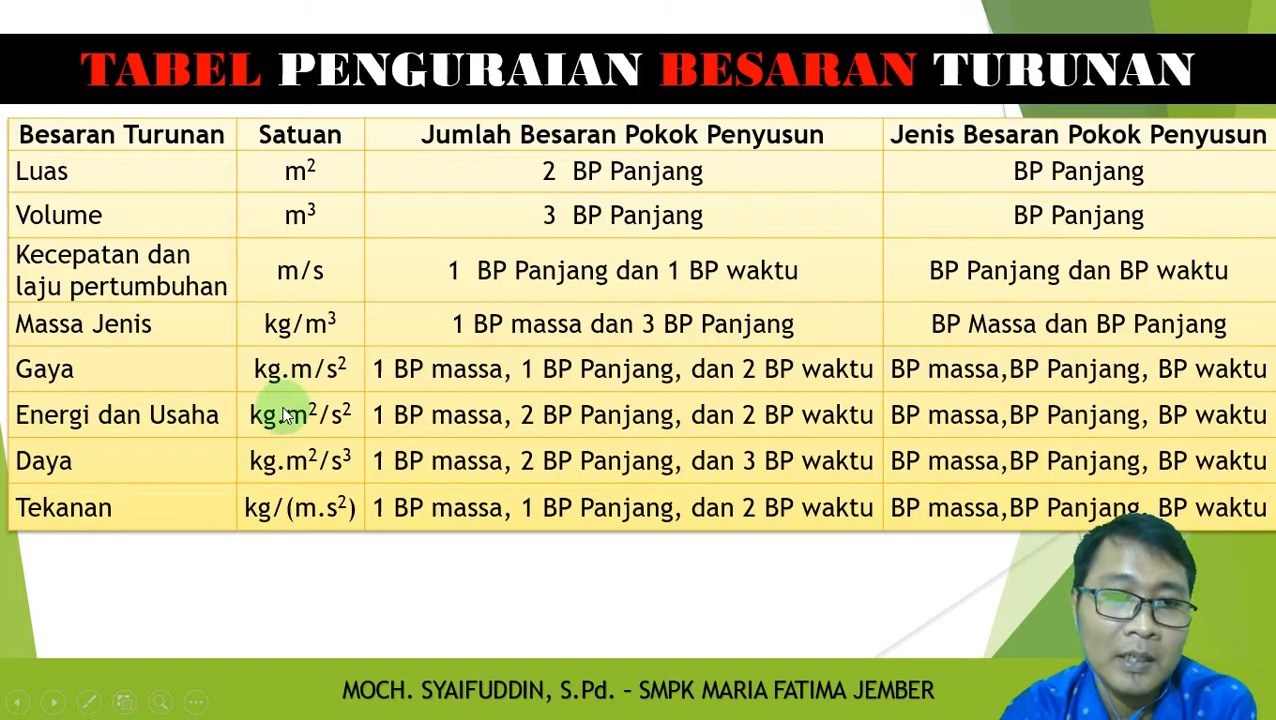 TABEL PENGURAIAN BESARAN TURUNAN
Besaran Turunan Satuan Jumlah Besaran Pokok Penyusun Jenis Besaran Pokok Penyusun
Luas m² 2 BP Panjang BP Panjang
Volume m³ 3 BP Panjang BP Panjang
Kecepatan dan
laju pertumbuhan m/s 1 BP Panjang dan 1 BP waktu BP Panjang dan BP waktu
Massa Jenis kg/m³ 1 BP massa dan 3 BP Panjang BP Massa dan BP Panjang
Gaya kg.m/s² 1 BP massa, 1 BP Panjang, dan 2 BP waktu BP massa,BP Panjang, BP waktu
Energi dan Usaha kg.m²/s² 1 BP massa, 2 BP Panjang, dan 2 BP waktu BP massa,BP Panjang, BP waktu
Daya kg.m²/s³ 1 BP massa, 2 BP Panjang, dan 3 BP waktu BP massa,BP Panjang, BP waktu
Tekanan kg/(m.s²) 1 BP massa, 1 BP Panjang, dan 2 BP waktu BP massa,BP Panjang, BP waktu
MOCH. SYAIFUDDIN, S.Pd. – SMPK MARIA FATIMA JEMBER